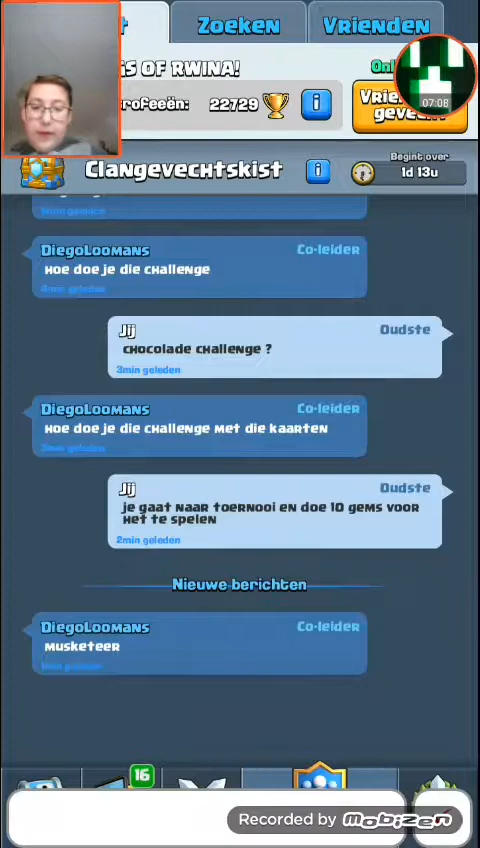 Zoeken
Vrienden
OF RWINA!
07:08
22729
gevecht
Clangevechtskist
Begint over
1d 13u
DiegoLoomans
Co-leider
Hoe doe je die challenge
Jij
Oudste
chocolade challenge ?
3min geleden
DiegoLoomans
Co-leider
Hoe doe je die challenge met die kaarten
Jij
Oudste
je gaat naar toernooi en doe 10 gems voor
het te spelen
2min geleden
Nieuwe berichten
DiegoLoomans
Co-leider
musketeer
16
Recorded by Mobizen